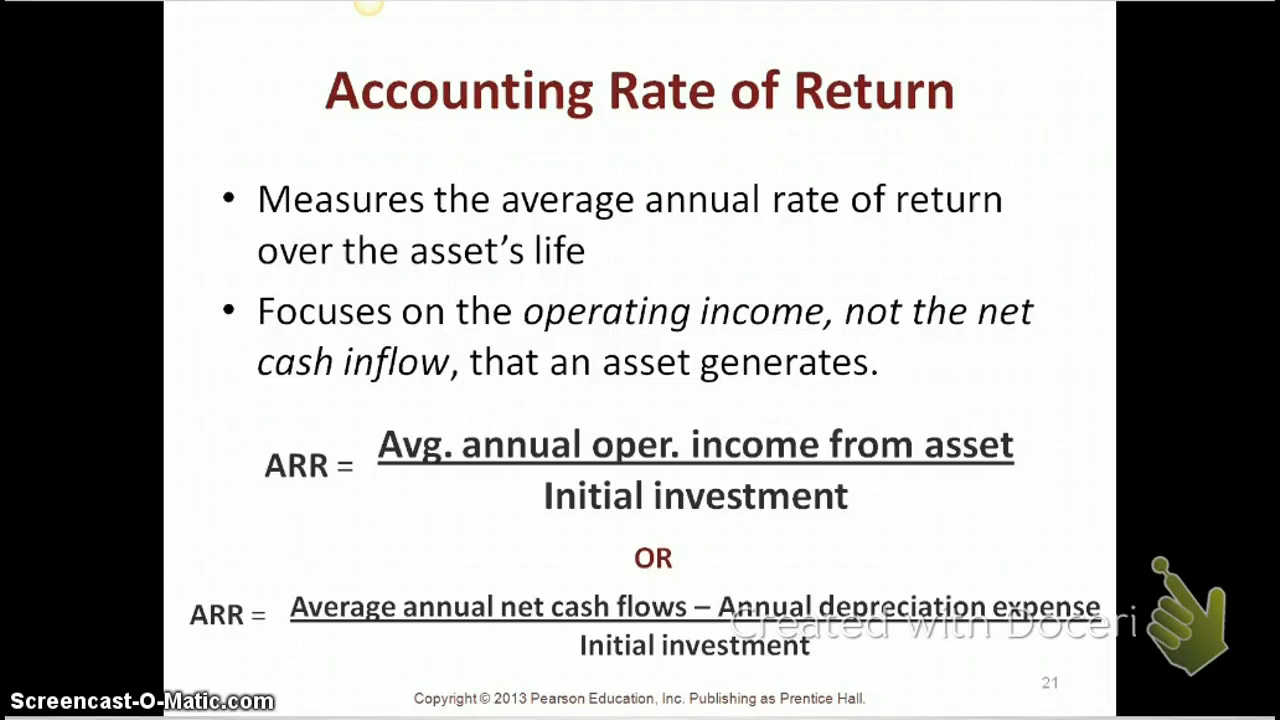 Accounting Rate of Return
• Measures the average annual rate of return
over the asset’s life
• Focuses on the operating income, not the net
cash inflow, that an asset generates.
ARR = Avg. annual oper. income from asset
Initial investment
OR
ARR = Average annual net cash flows – Annual depreciation expense
Initial investment
Created with Doceri
21
Copyright © 2013 Pearson Education, Inc. Publishing as Prentice Hall.
Screencast-O-Matic.com